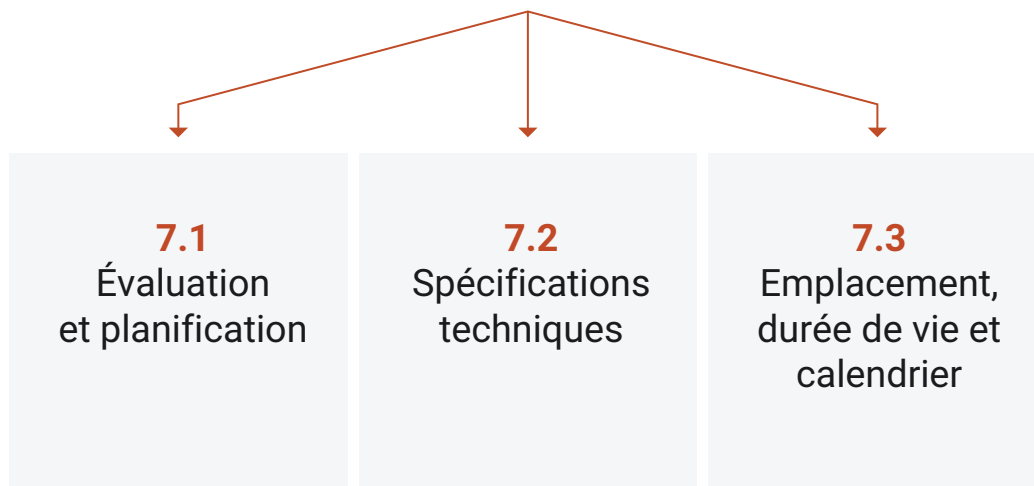 7.1
Évaluation
et planification
7.2
Spécifications
techniques
7.3
Emplacement,
durée de vie et
calendrier